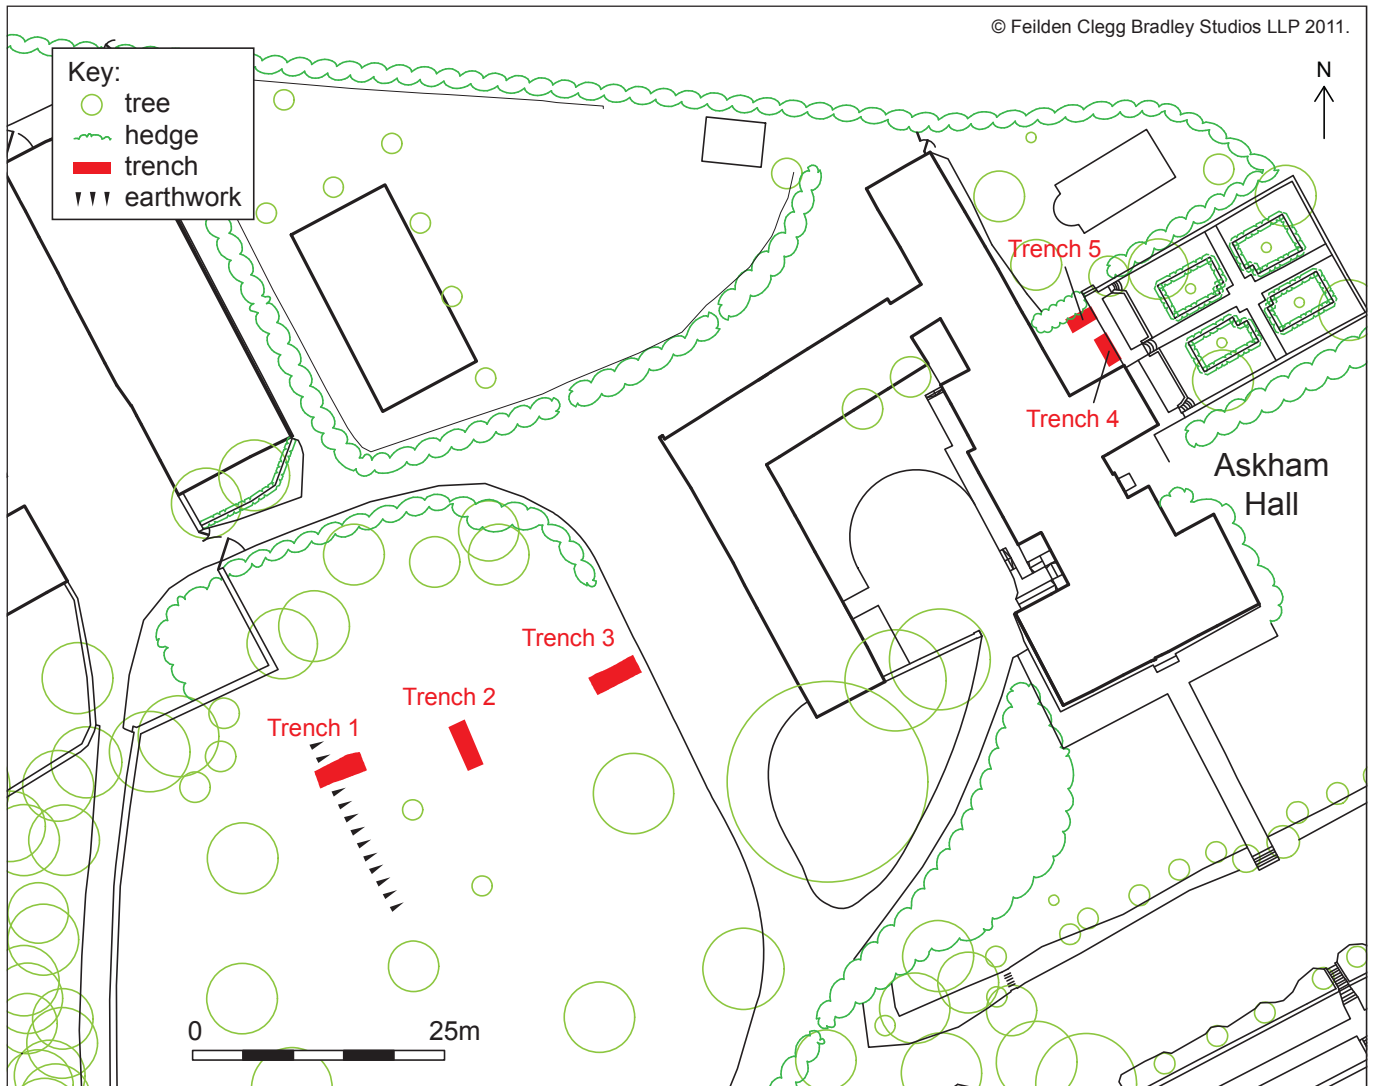 © Feilden Clegg Bradley Studios LLP 2011.
Key:
tree
hedge
trench
earthwork
N
Trench 5
Trench 4
Askham
Hall
Trench 3
Trench 2
Trench 1
0
25m